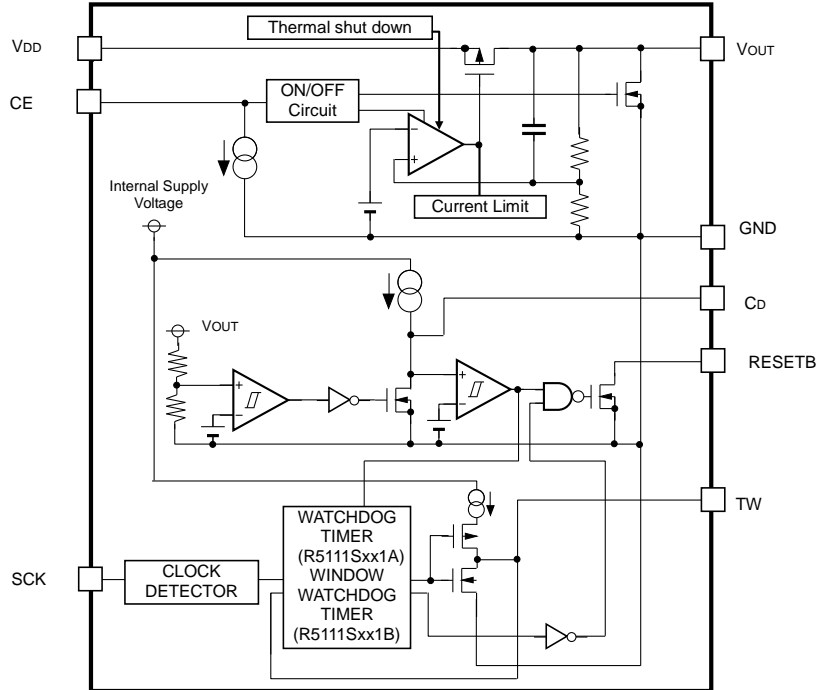 Thermal shut down
VDD
VOUT
CE
ON/OFF
Circuit
-
+
Internal Supply
Voltage
Current Limit
GND
CD
VOUT
RESETB
+
-
+
-
TW
WATCHDOG
TIMER
(R5111Sxx1A)
WINDOW
WATCHDOG
TIMER
(R5111Sxx1B)
SCK
CLOCK
DETECTOR